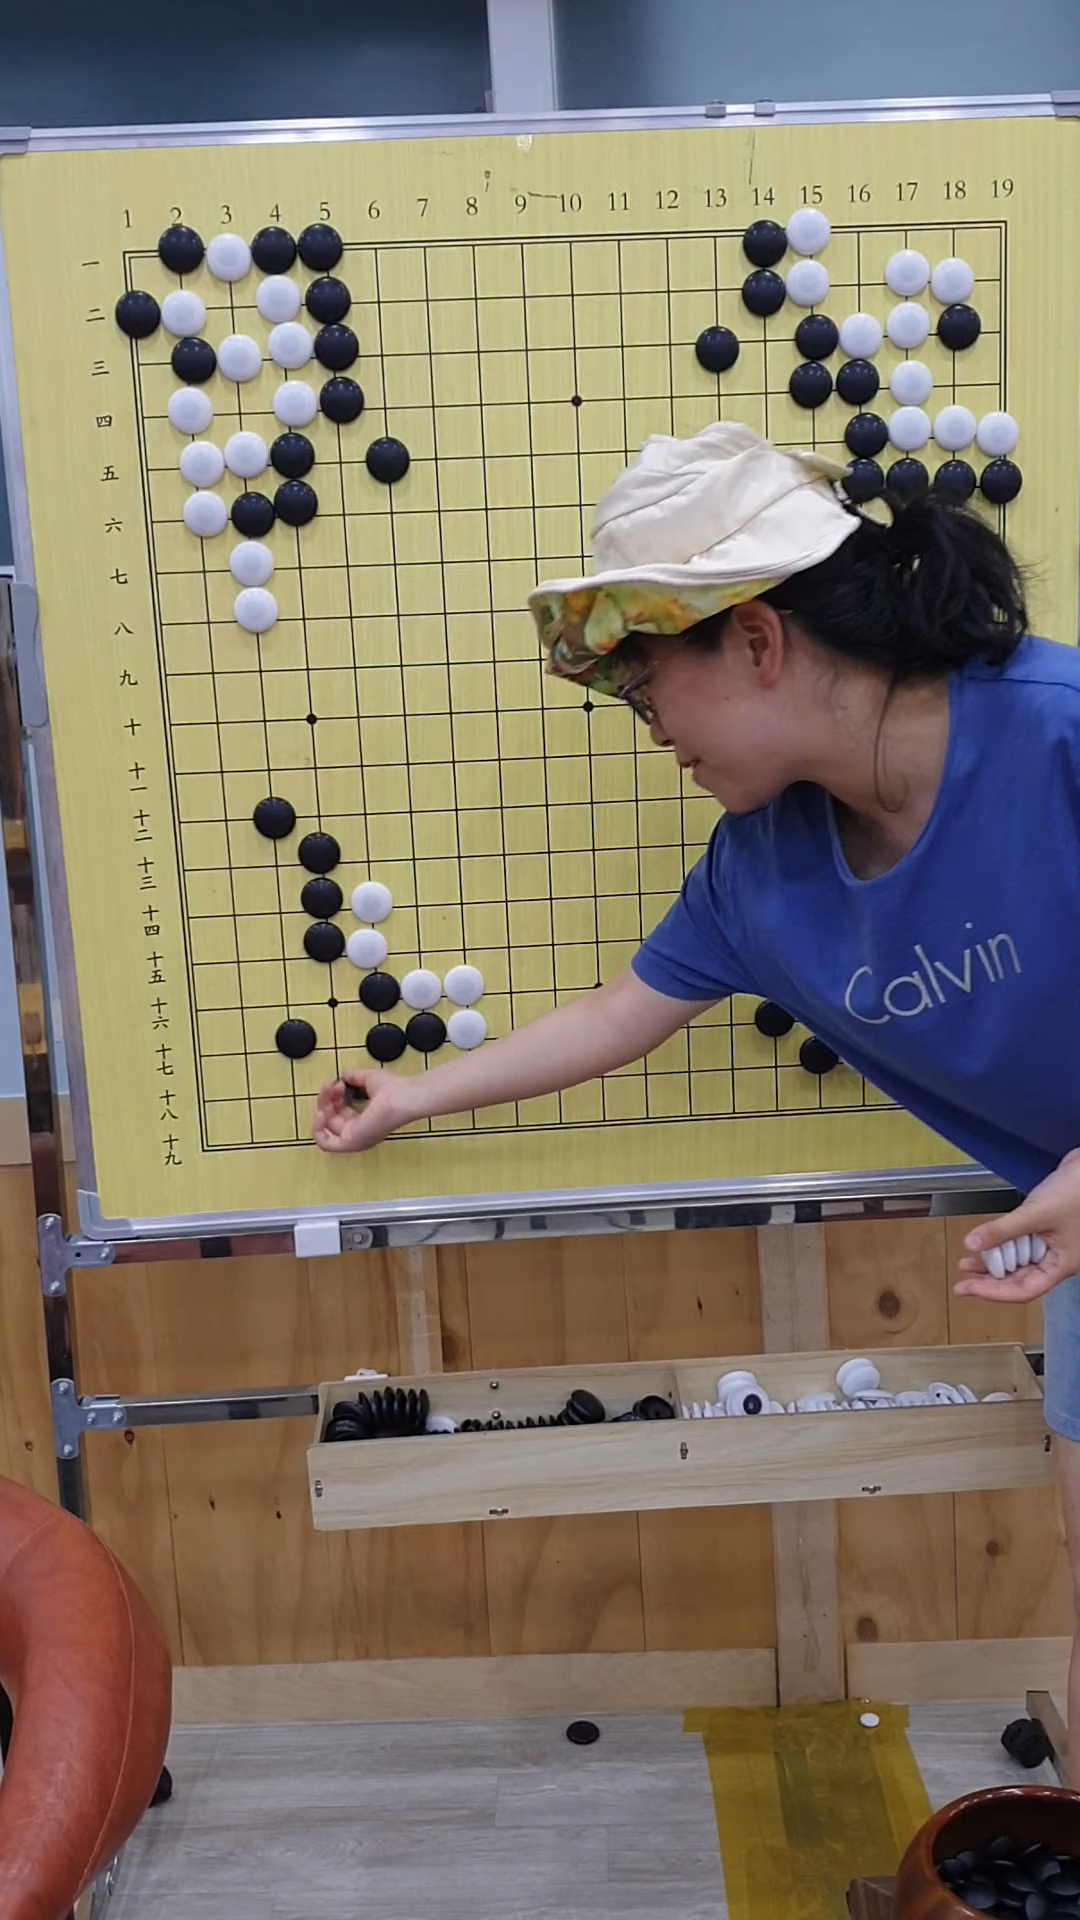 1 2 3 4 5 6 7 8 9 10 11 12 13 14 15 16 17 18 19
一
二
三
四
五
六
七
八
九
十
十一
十二
十三
十四
十五
十六
十七
十八
十九
Calvin